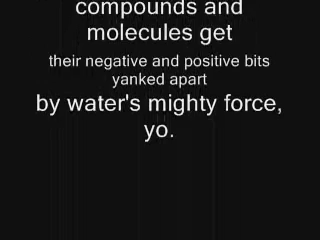 compounds and
molecules get
their negative and positive bits
yanked apart
by water's mighty force,
yo.